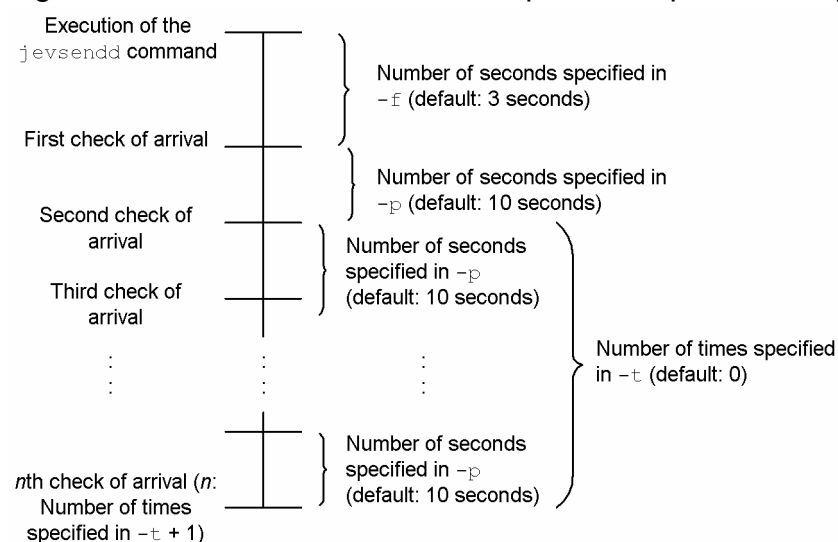 Execution of the
jevsendd command
Number of seconds specified in
-f (default: 3 seconds)
First check of arrival
Number of seconds specified in
-p (default: 10 seconds)
Second check of
arrival
Number of seconds
specified in -p
(default: 10 seconds)
Third check of
arrival
Number of times specified
in -t (default: 0)
Number of seconds
specified in -p
(default: 10 seconds)
nth check of arrival (n:
Number of times
specified in -t + 1)